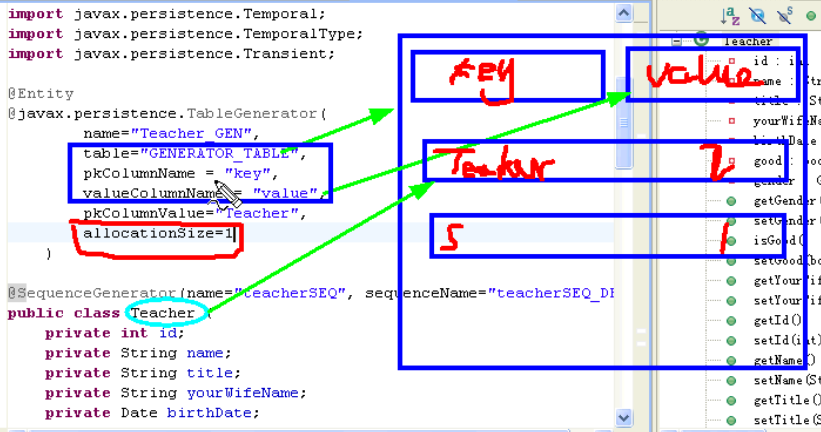 import javax.persistence.Temporal;
import javax.persistence.TemporalType;
import javax.persistence.Transient;
@Entity
@javax.persistence.TableGenerator(
name="Teacher_GEN",
table="GENERATOR_TABLE",
pkColumnName = "key",
valueColumnName = "value",
pkColumnValue="Teacher",
allocationSize=1
)
@SequenceGenerator(name="teacherSEQ", sequenceName="teacherSEQ_DB
public class Teacher {
private int id;
private String name;
private String title;
private String yourWifeName;
private Date birthDate;
key value
Teacher 2
S 1
Teacher
id : int
name : Str
title : St
yourWifeN
birthDate
good : boo
gender : G
getGender(
setGender(
isGood()
setGood(bo
getYourWif
setYourWif
getId()
setId(int)
getName()
setName(St
getTitle()
setTitle(S